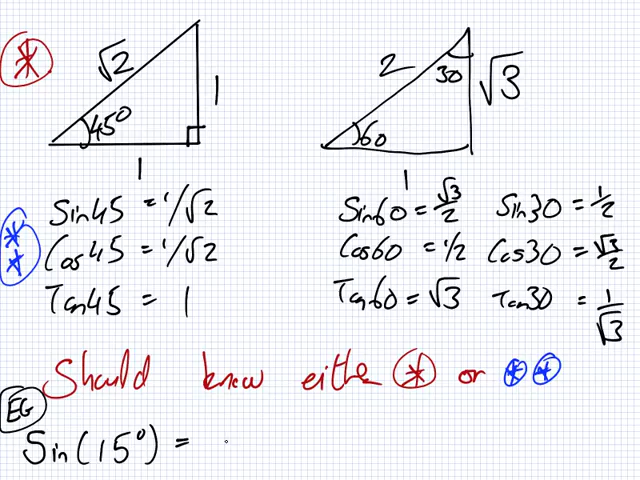 *
√2
1
45°
1
2
30
√3
60
1
**
Sin45 = 1/√2
Cos45 = 1/√2
Tan45 = 1
Sin60 = √3/2
Cos60 = 1/2
Tan60 = √3
Sin30 = 1/2
Cos30 = √3/2
Tan30 = 1/√3
Should know either * or **
EG
Sin(15°) =